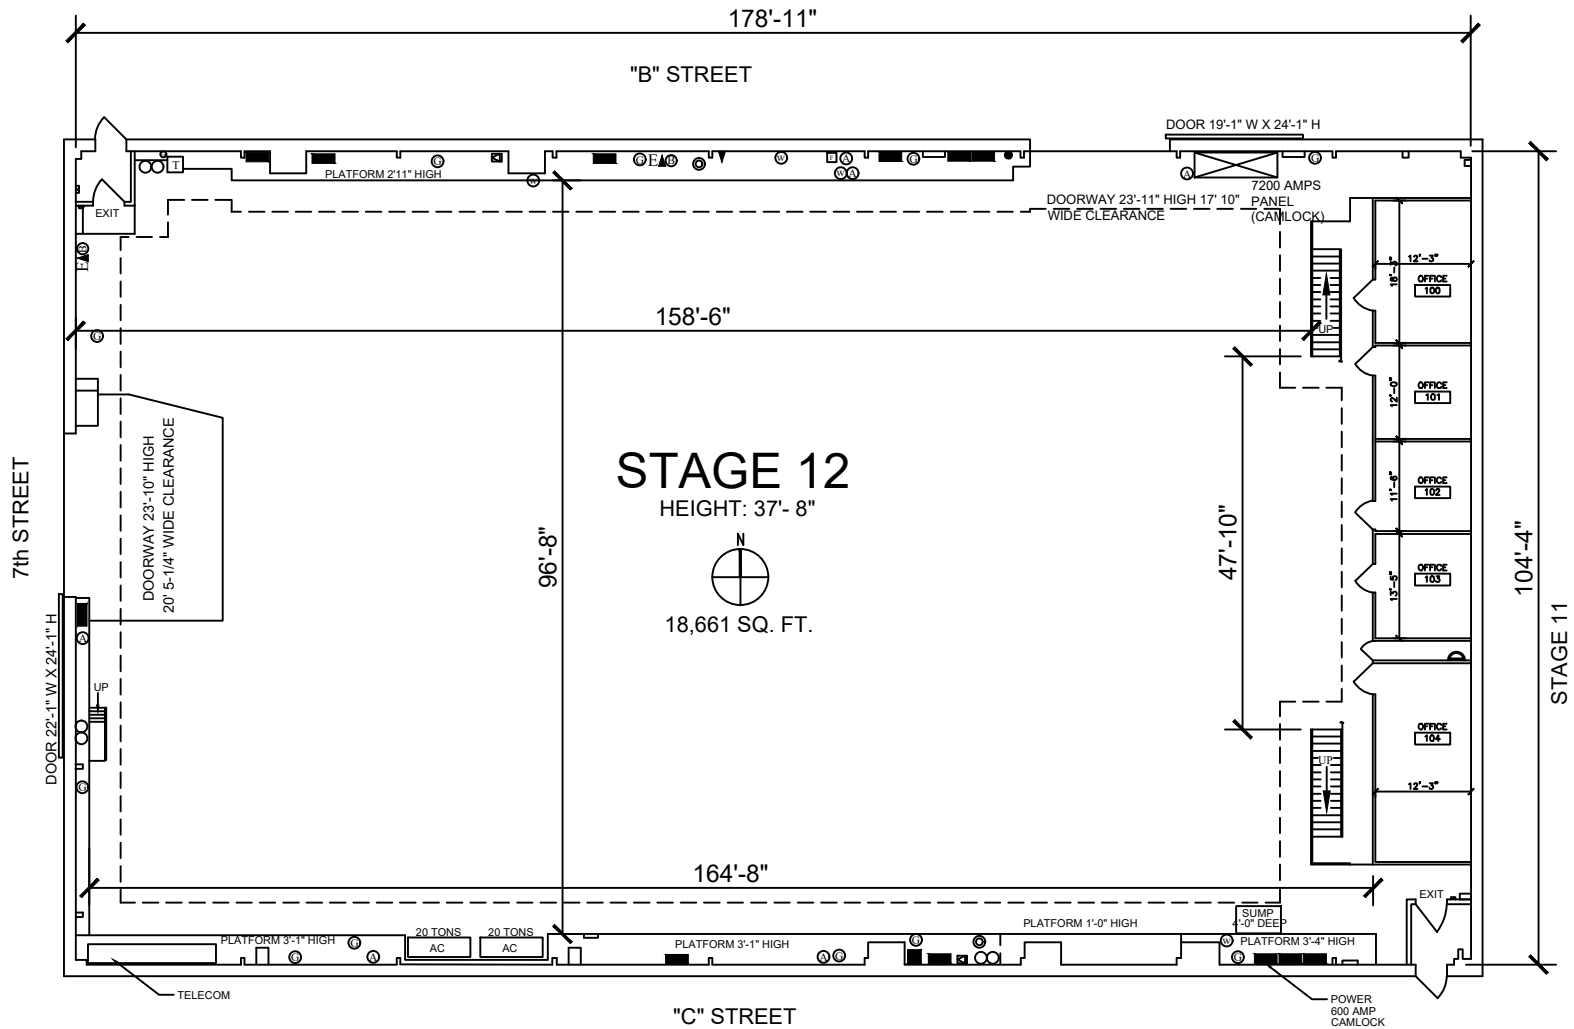 178'-11"
"B" STREET
DOOR 19'-1" W X 24'-1" H
T
G
E
B
W
F
A
G
G
PLATFORM 2'11" HIGH
W
W
A
A
7200 AMPS
PANEL
(CAMLOCK)
EXIT
DOORWAY 23'-11" HIGH 17' 10"
WIDE CLEARANCE
E
B
12'-3"
OFFICE
100
18'-3"
158'-6"
UP
G
OFFICE
101
12'-0"
DOORWAY 23'-10" HIGH
20' 5-1/4" WIDE CLEARANCE
7th STREET
STAGE 12
HEIGHT: 37'- 8"
N
18,661 SQ. FT.
96'-8"
47'-10"
OFFICE
102
11'-6"
OFFICE
103
13'-5"
104'-4"
STAGE 11
DOOR 22'-1" W X 24'-1" H
A
UP
G
OFFICE
104
UP
12'-3"
164'-8"
EXIT
SUMP
4'-0" DEEP
PLATFORM 1'-0" HIGH
20 TONS
AC
20 TONS
AC
PLATFORM 3'-1" HIGH
G
G
A
PLATFORM 3'-1" HIGH
A
G
G
W
PLATFORM 3'-4" HIGH
G
TELECOM
POWER
600 AMP
CAMLOCK
"C" STREET